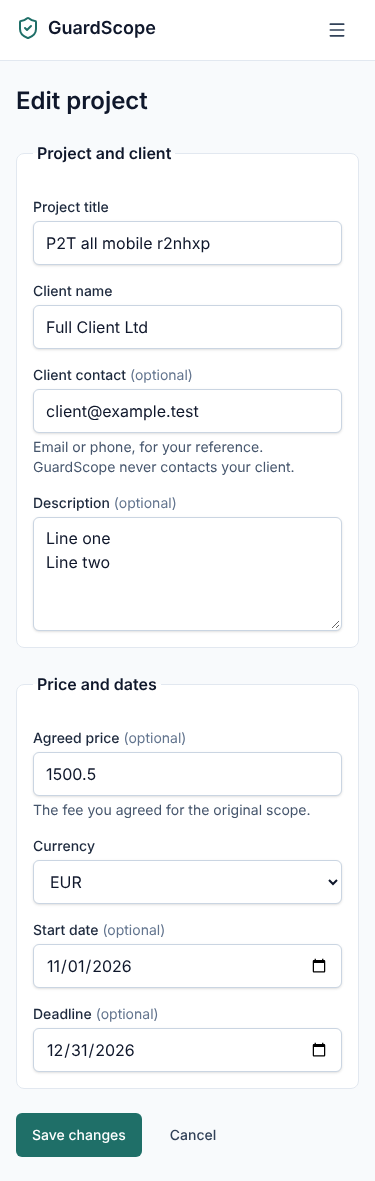 GuardScope
Edit project
Project and client
Project title
P2T all mobile r2nhxp
Client name
Full Client Ltd
Client contact (optional)
client@example.test
Email or phone, for your reference.
GuardScope never contacts your client.
Description (optional)
Line one
Line two
Price and dates
Agreed price (optional)
1500.5
The fee you agreed for the original scope.
Currency
EUR
Start date (optional)
11/01/2026
Deadline (optional)
12/31/2026
Save changes
Cancel